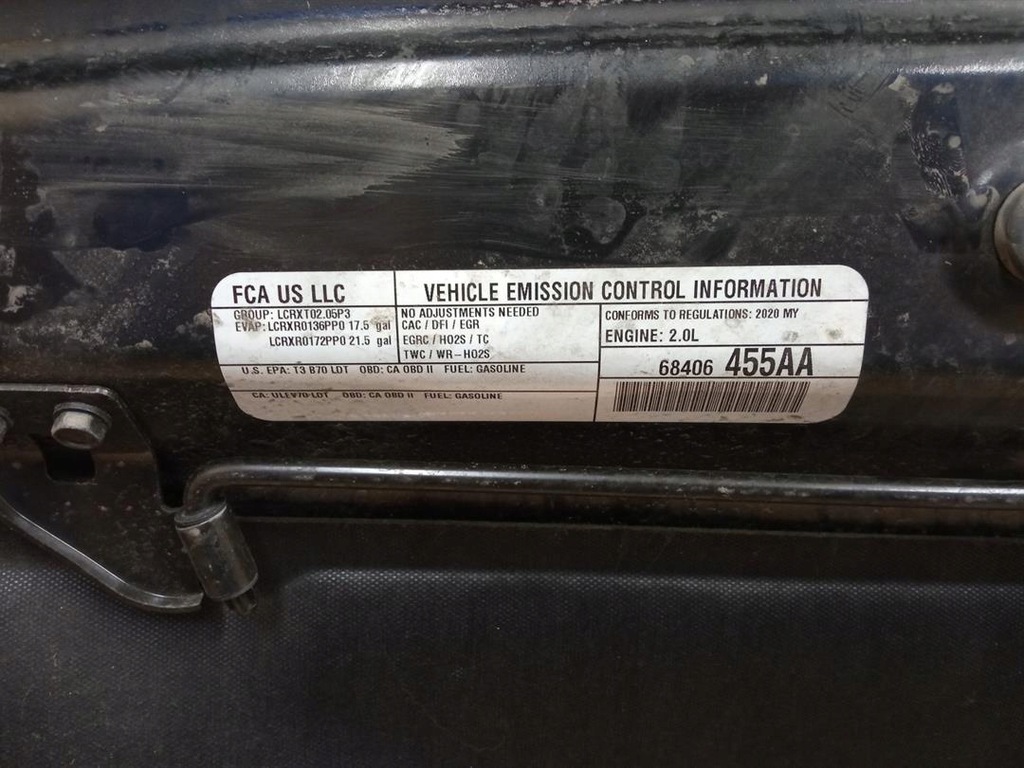 FCA US LLC
VEHICLE EMISSION CONTROL INFORMATION
GROUP: LCRXT02.05P3
EVAP: LCRXR0136PP0 17.5 gal
LCRXR0172PP0 21.5 gal
NO ADJUSTMENTS NEEDED
CAC / DFI / EGR
EGRC / HO2S / TC
TWC / WR-HO2S
CONFORMS TO REGULATIONS: 2020 MY
ENGINE: 2.0L
68406 455AA
U.S. EPA: T3 B70 LDT OBD: CA OBD II FUEL: GASOLINE
CA: ULEV70 LDT OBD: CA OBD II FUEL: GASOLINE